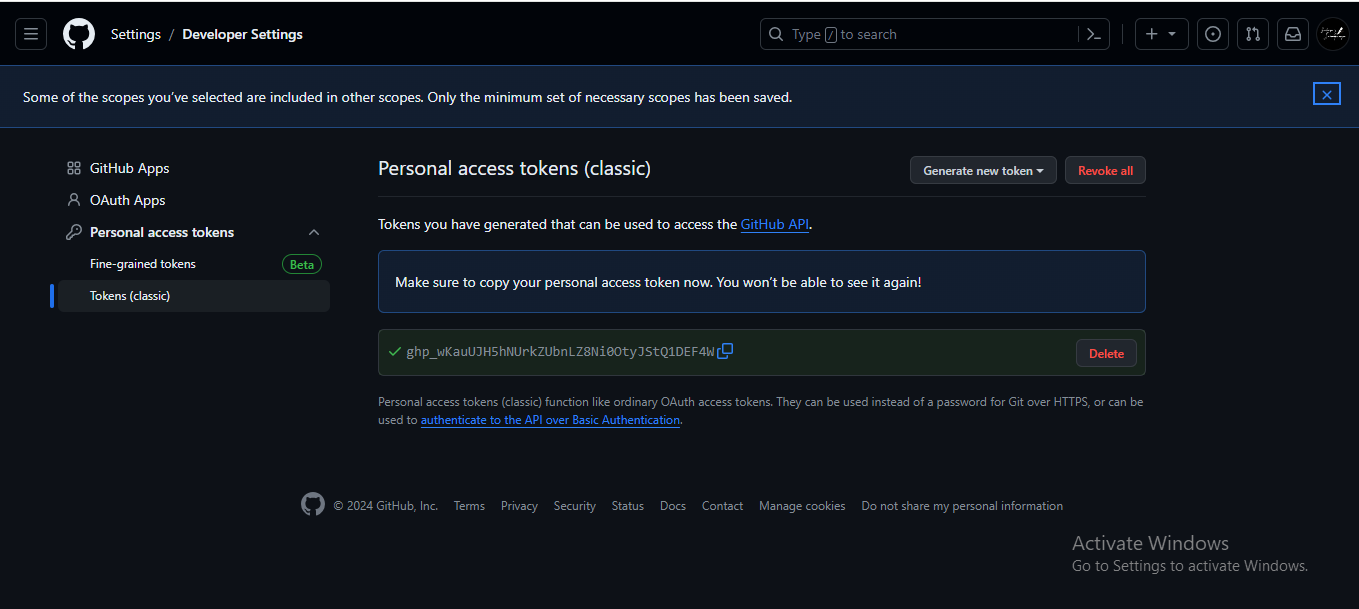 Settings / Developer Settings
Type / to search
Some of the scopes you've selected are included in other scopes. Only the minimum set of necessary scopes has been saved.
GitHub Apps
OAuth Apps
Personal access tokens
Fine-grained tokens Beta
Tokens (classic)
Personal access tokens (classic)
Generate new token
Revoke all
Tokens you have generated that can be used to access the GitHub API.
Make sure to copy your personal access token now. You won't be able to see it again!
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
Delete
Personal access tokens (classic) function like ordinary OAuth access tokens. They can be used instead of a password for Git over HTTPS, or can be
used to authenticate to the API over Basic Authentication.
© 2024 GitHub, Inc. Terms Privacy Security Status Docs Contact Manage cookies Do not share my personal information
Activate Windows
Go to Settings to activate Windows.